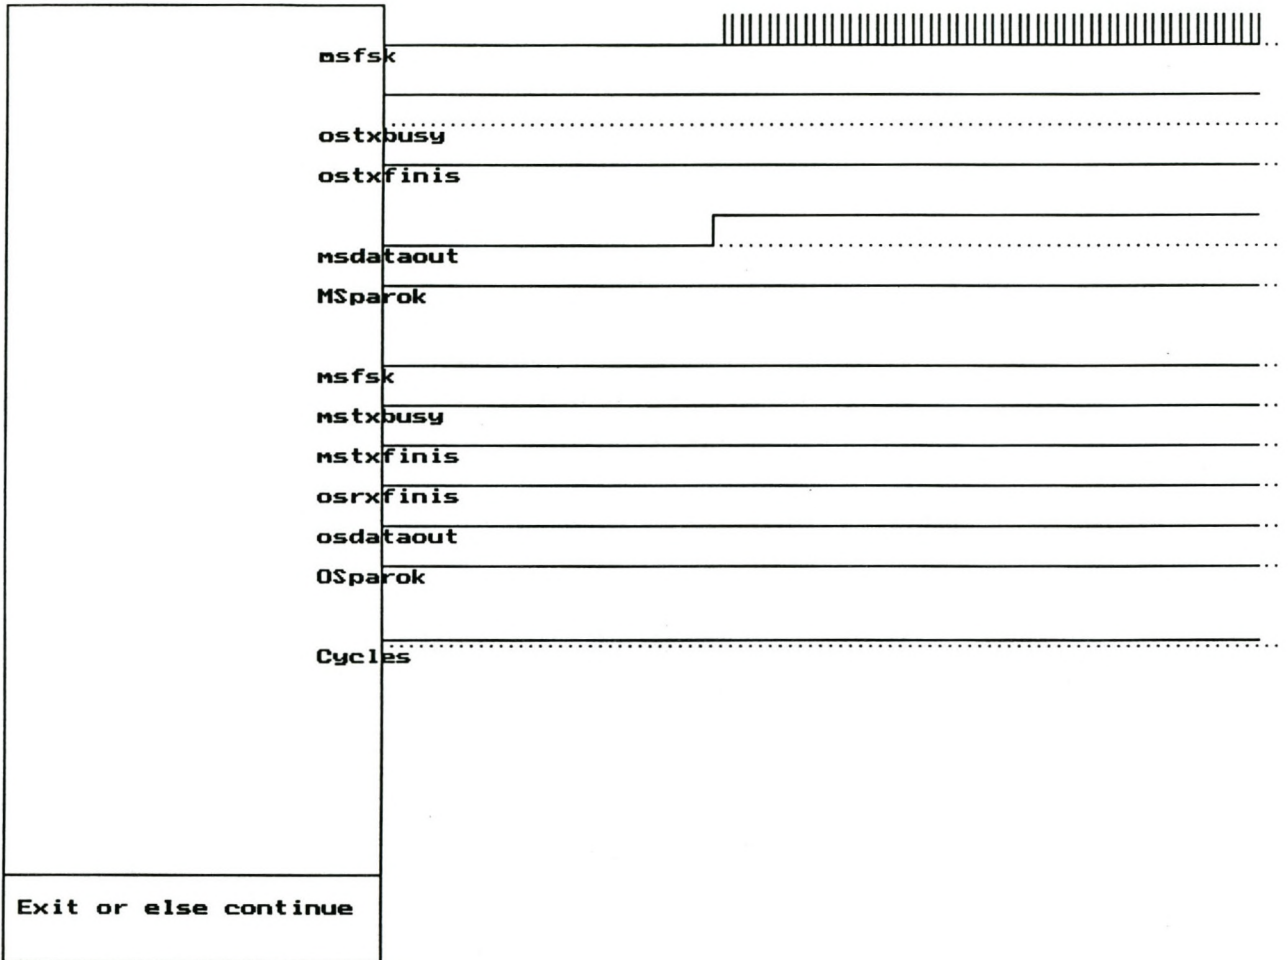 msfsk
ostxbusy
ostxfinis
msdataout
MSparok
msfsk
mstxbusy
mstxfinis
osrxfinis
osdataout
OSparok
Cycles
Exit or else continue